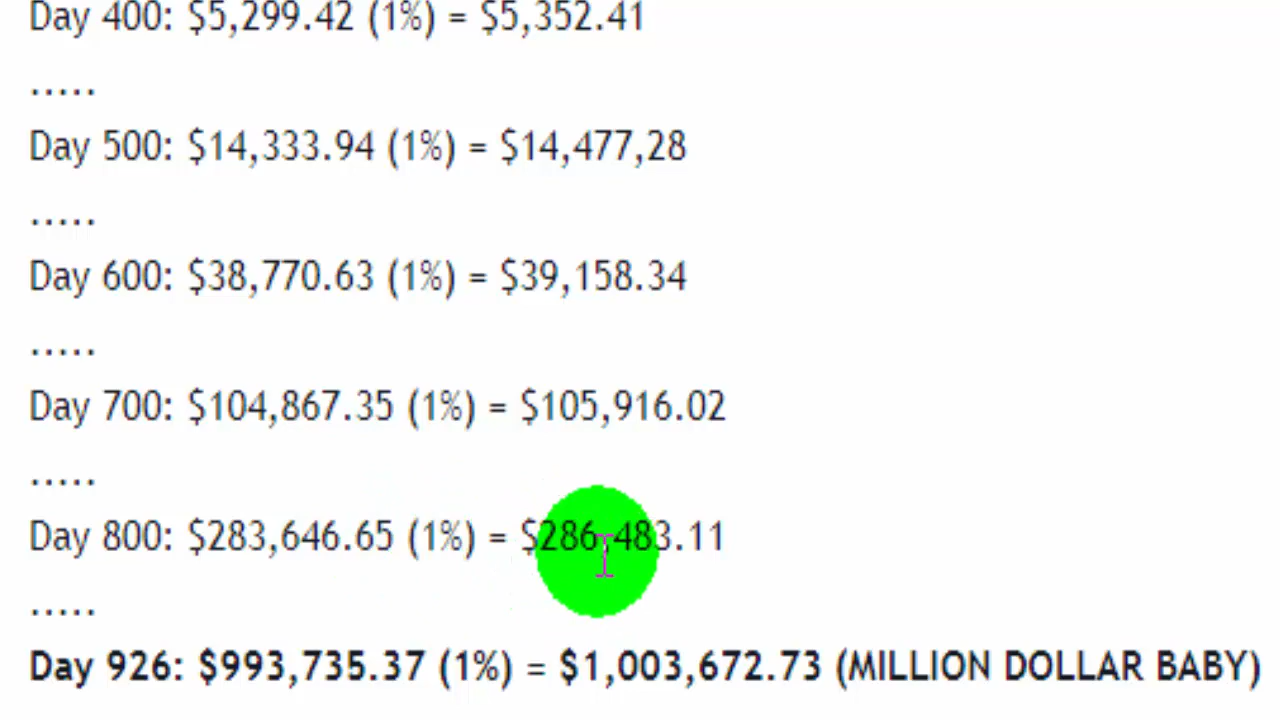 Day 400: $5,299.42 (1%) = $5,352.41
.....
Day 500: $14,333.94 (1%) = $14,477,28
.....
Day 600: $38,770.63 (1%) = $39,158.34
.....
Day 700: $104,867.35 (1%) = $105,916.02
.....
Day 800: $283,646.65 (1%) = $286,483.11
.....
Day 926: $993,735.37 (1%) = $1,003,672.73 (MILLION DOLLAR BABY)